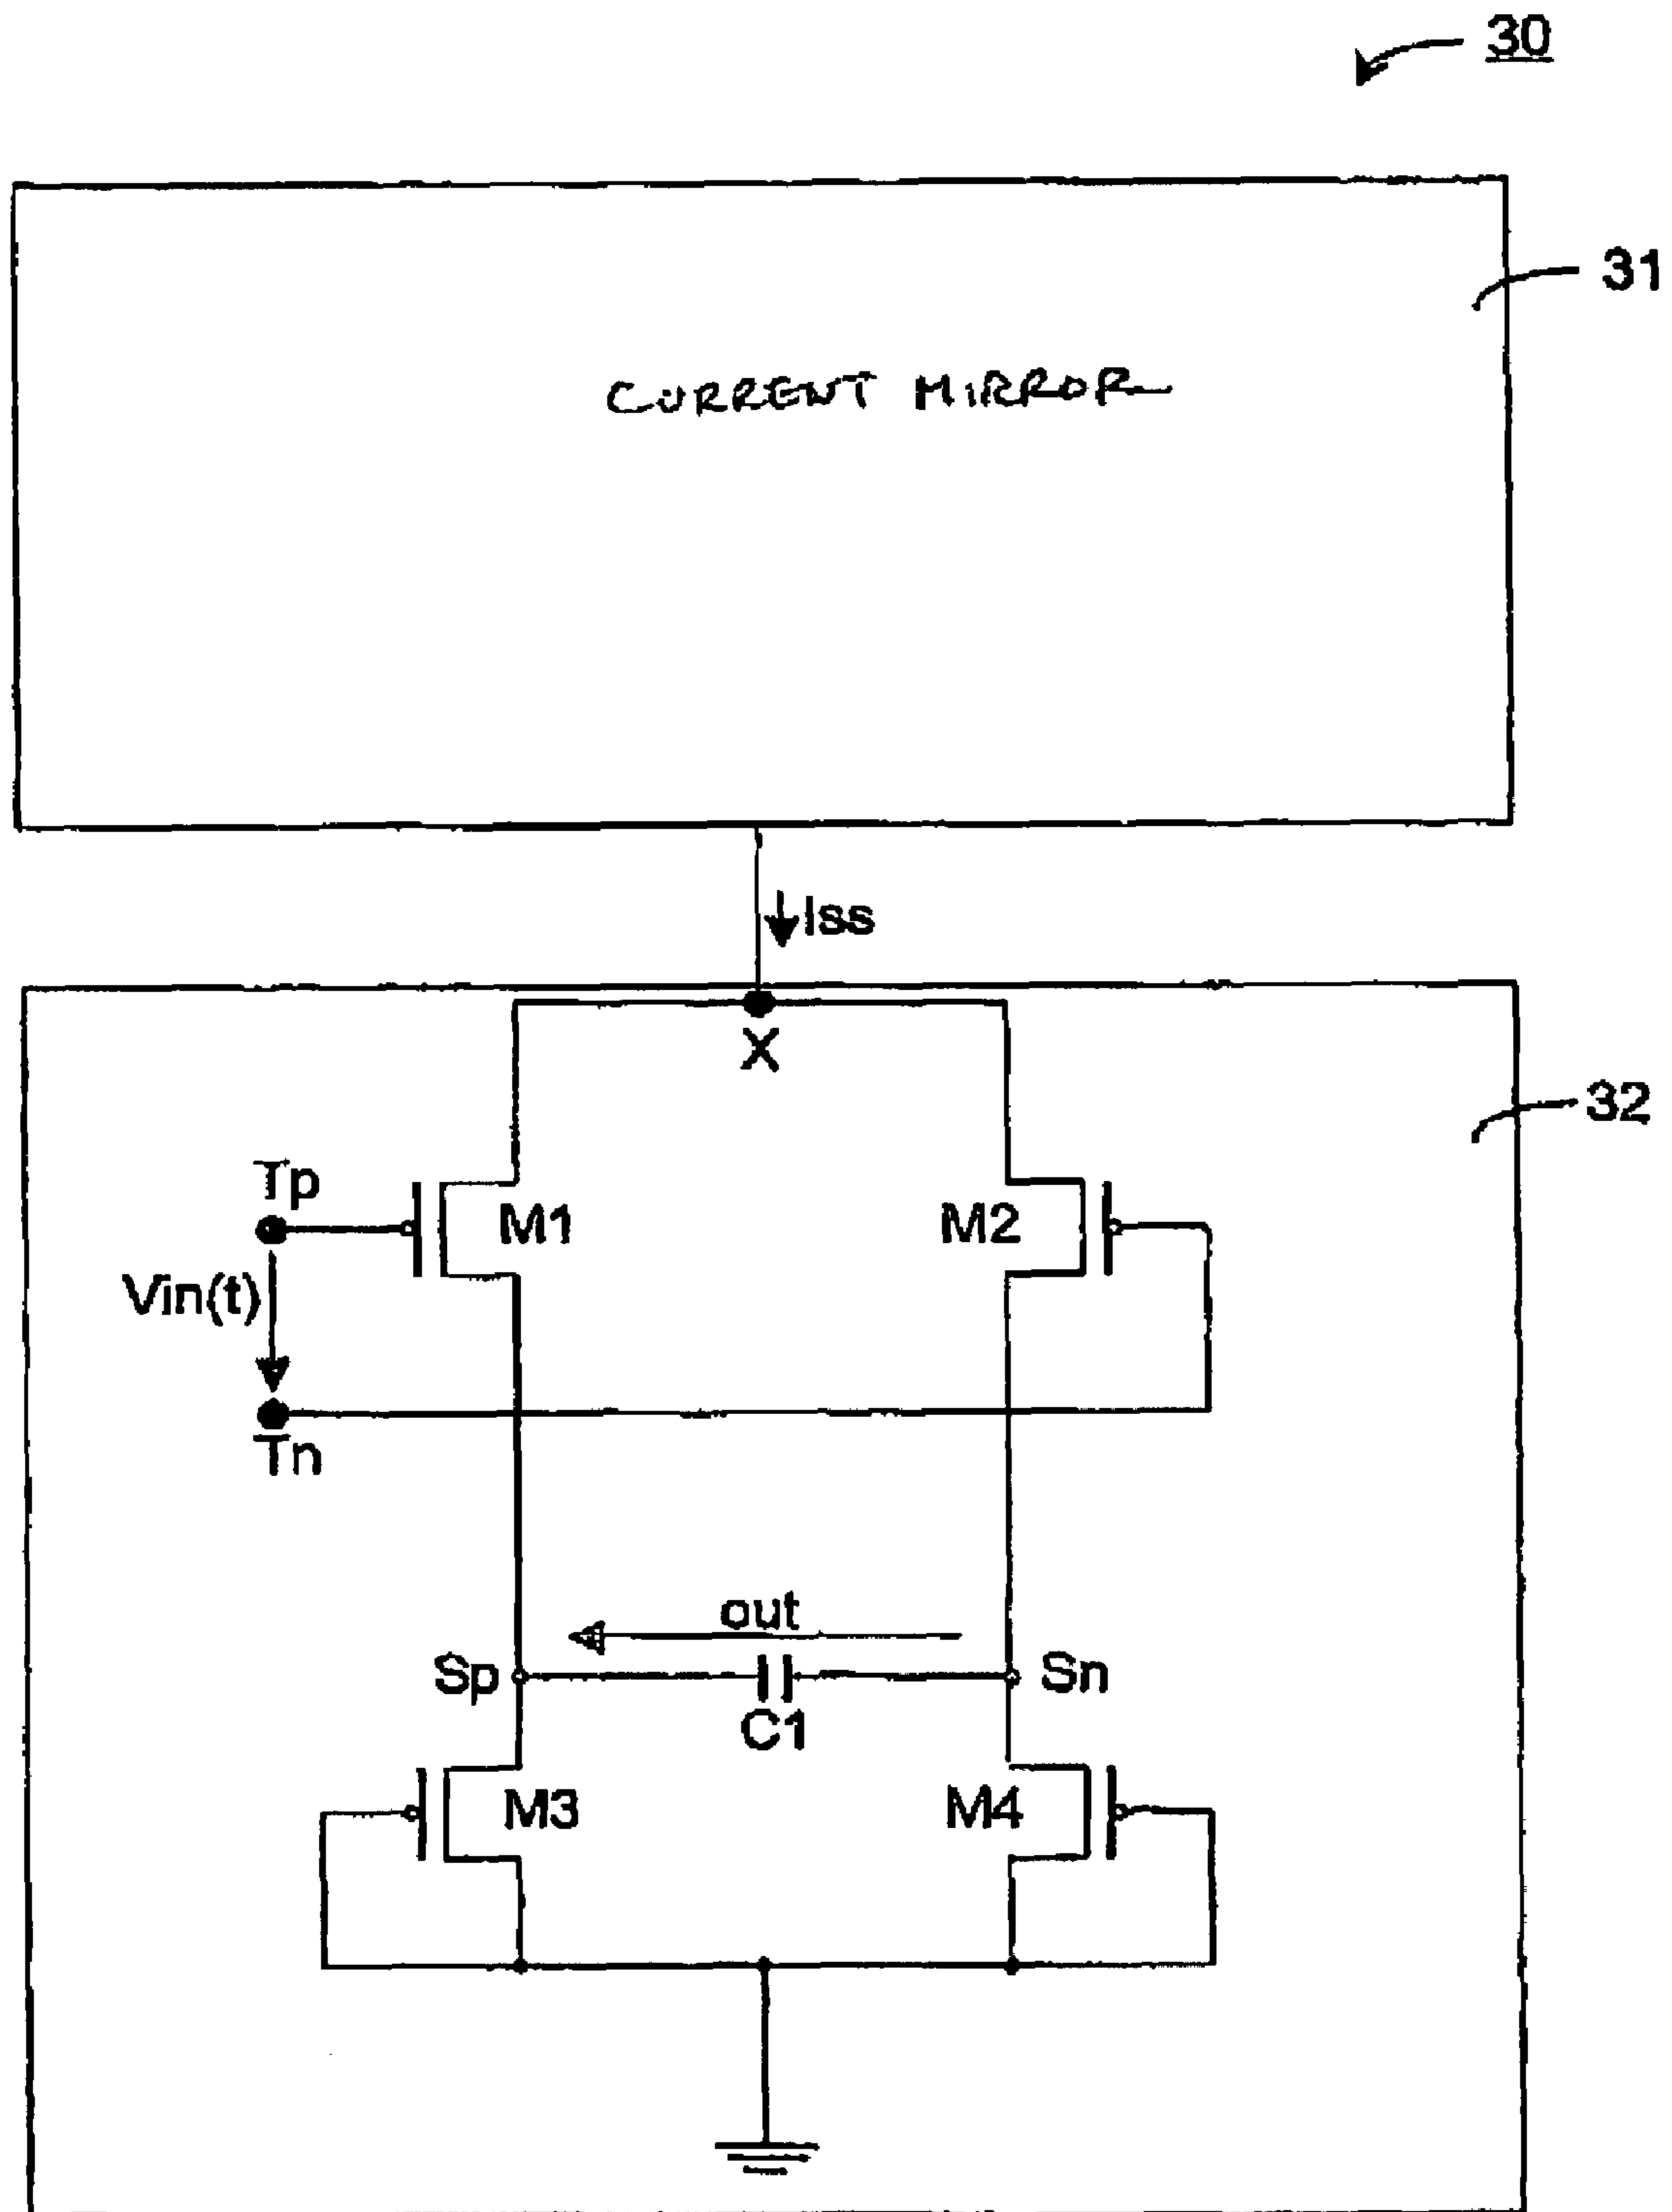 30
31
CURRENT MIRROR
Iss
X
32
Tp
M1
M2
Vin(t)
Tn
out
Sp
Sn
C1
M3
M4